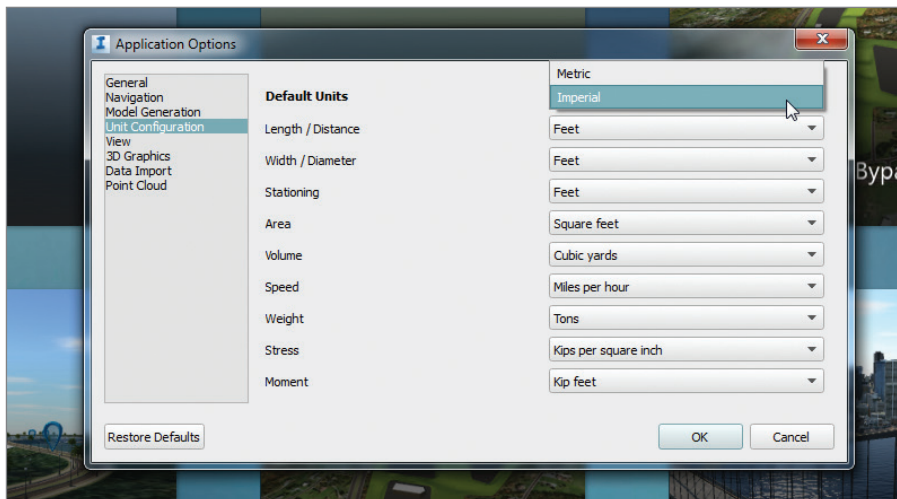 Application Options
General
Navigation
Model Generation
Unit Configuration
View
3D Graphics
Data Import
Point Cloud
Default Units
Metric
Imperial
Length / Distance
Feet
Width / Diameter
Feet
Stationing
Feet
Area
Square feet
Volume
Cubic yards
Speed
Miles per hour
Weight
Tons
Stress
Kips per square inch
Moment
Kip feet
Restore Defaults
OK
Cancel
Bypa